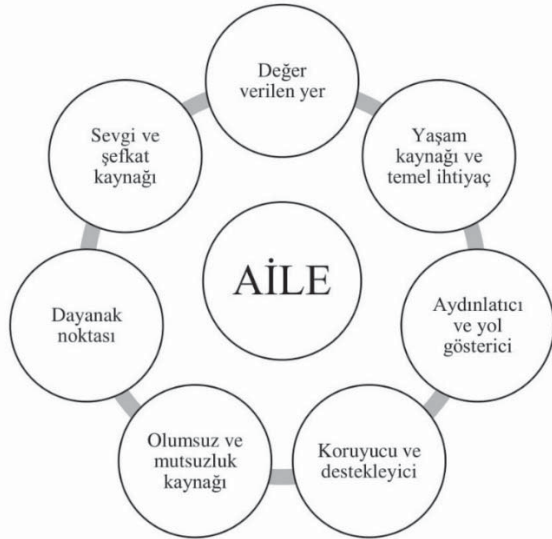 Değer
verilen yer
Yaşam
kaynağı ve
temel ihtiyaç
Aydınlatıcı
ve yol
gösterici
Koruyucu ve
destekleyici
Olumsuz ve
mutsuzluk
kaynağı
Dayanak
noktası
Sevgi ve
şefkat
kaynağı
AİLE